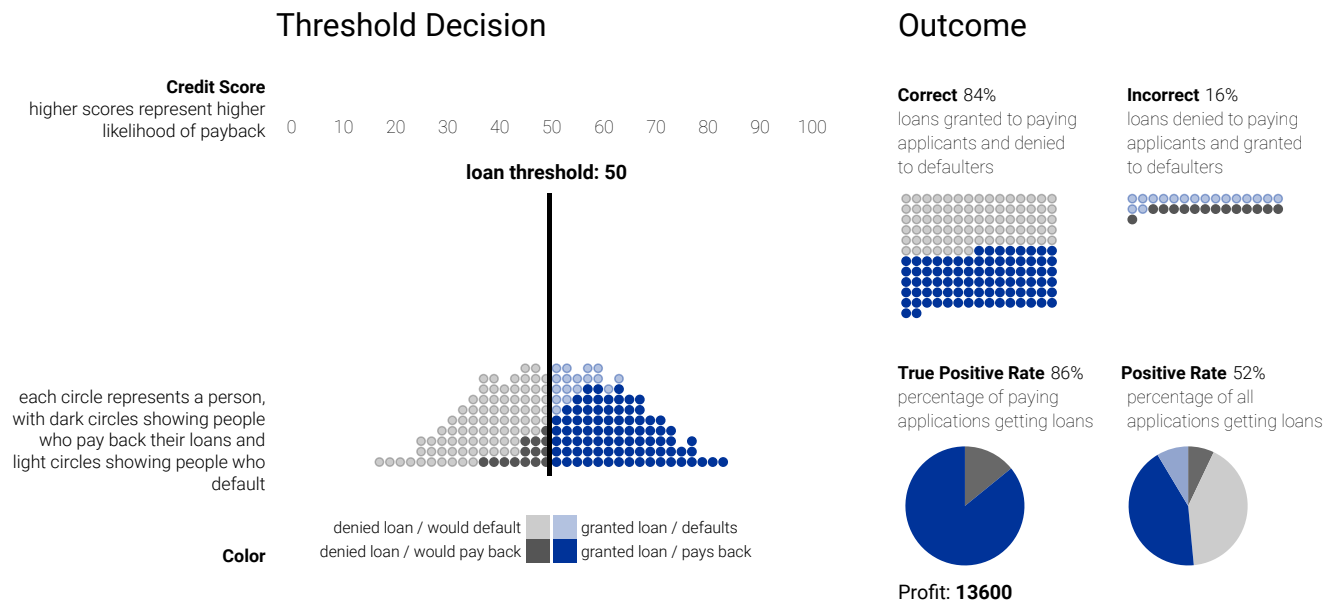 Threshold Decision
Credit Score
higher scores represent higher
likelihood of payback
0 10 20 30 40 50 60 70 80 90 100
loan threshold: 50
each circle represents a person,
with dark circles showing people
who pay back their loans and
light circles showing people who
default
Color
denied loan / would default
granted loan / defaults
denied loan / would pay back
granted loan / pays back
Outcome
Correct 84%
loans granted to paying
applicants and denied
to defaulters
Incorrect 16%
loans denied to paying
applicants and granted
to defaulters
True Positive Rate 86%
percentage of paying
applications getting loans
Positive Rate 52%
percentage of all
applications getting loans
Profit: 13600